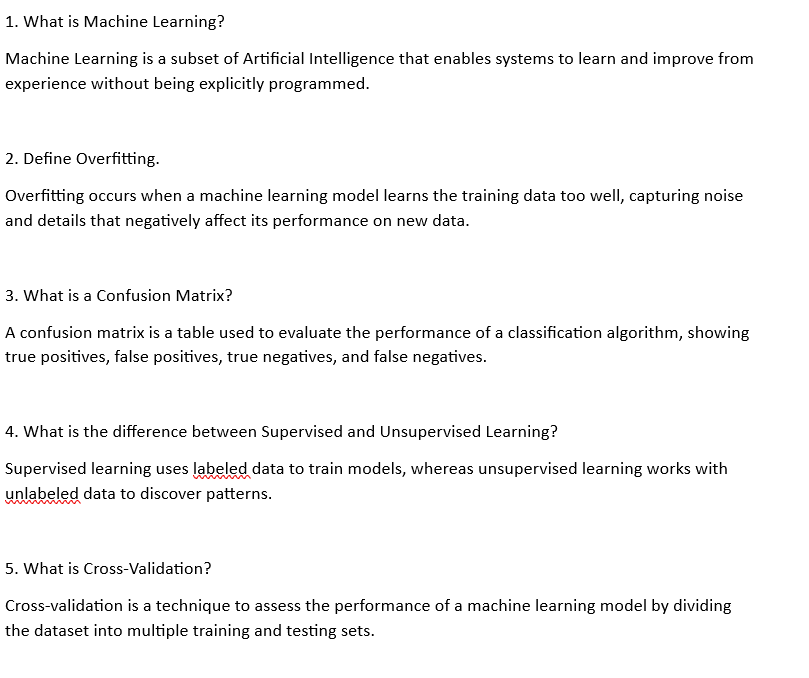 1. What is Machine Learning?
Machine Learning is a subset of Artificial Intelligence that enables systems to learn and improve from
experience without being explicitly programmed.
2. Define Overfitting.
Overfitting occurs when a machine learning model learns the training data too well, capturing noise
and details that negatively affect its performance on new data.
3. What is a Confusion Matrix?
A confusion matrix is a table used to evaluate the performance of a classification algorithm, showing
true positives, false positives, true negatives, and false negatives.
4. What is the difference between Supervised and Unsupervised Learning?
Supervised learning uses labeled data to train models, whereas unsupervised learning works with
unlabeled data to discover patterns.
5. What is Cross-Validation?
Cross-validation is a technique to assess the performance of a machine learning model by dividing
the dataset into multiple training and testing sets.